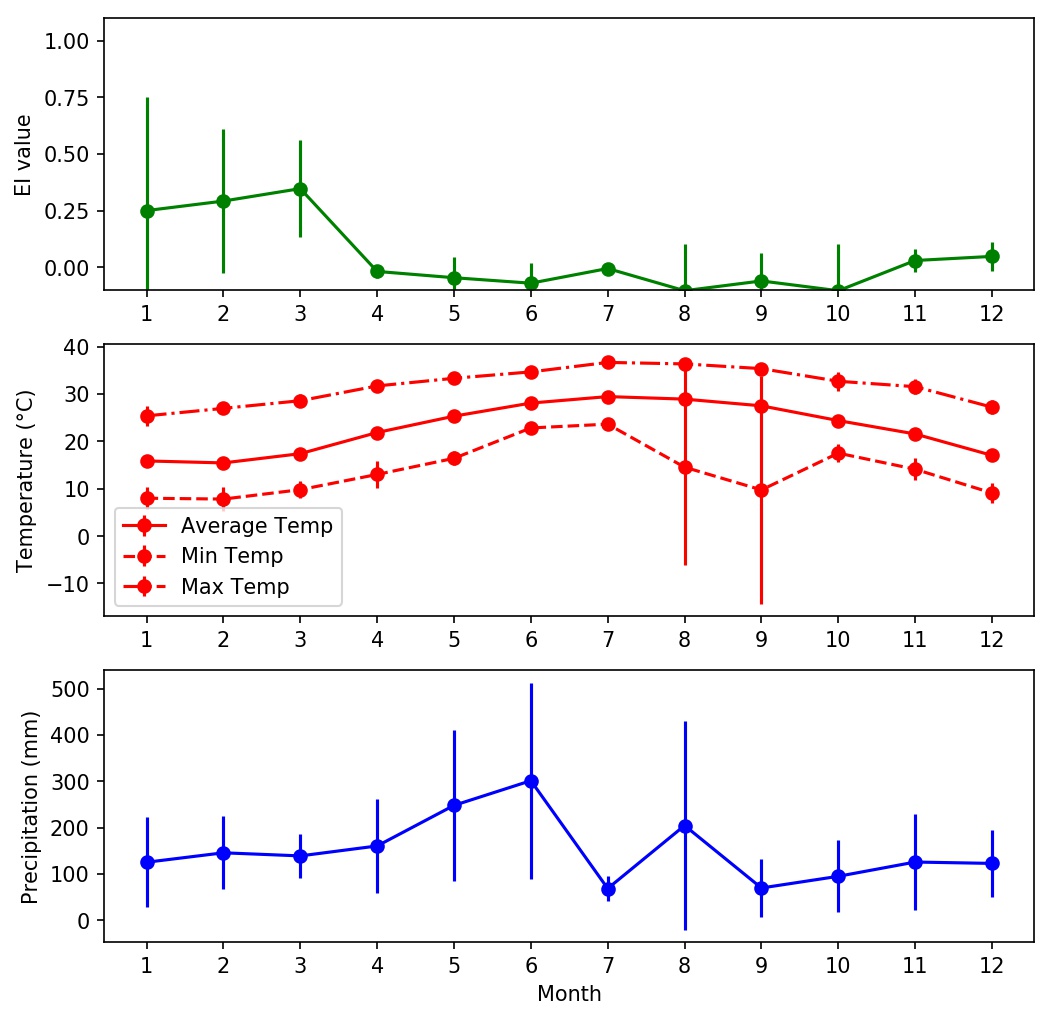 1.00
0.75
0.50
0.25
0.00
EI value
1 2 3 4 5 6 7 8 9 10 11 12
40
30
20
10
0
−10
Temperature (°C)
Average Temp
Min Temp
Max Temp
1 2 3 4 5 6 7 8 9 10 11 12
500
400
300
200
100
0
Precipitation (mm)
1 2 3 4 5 6 7 8 9 10 11 12
Month